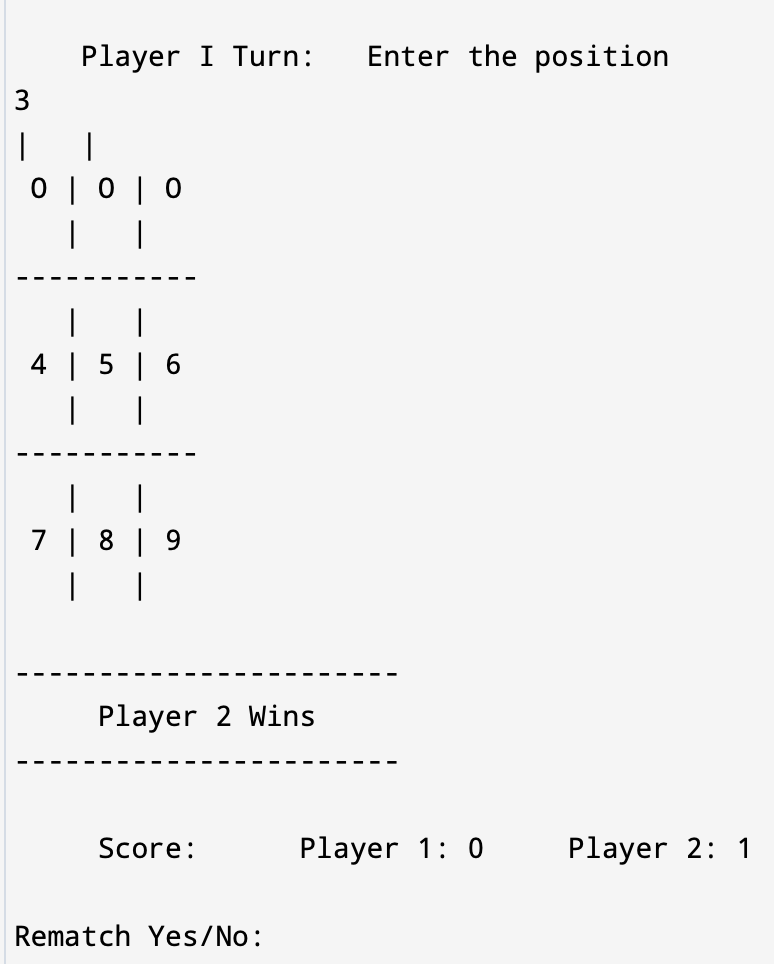 Player I Turn:   Enter the position
3
|   |
 O | O | O
   |   |
-----------
   |   |
 4 | 5 | 6
   |   |
-----------
   |   |
 7 | 8 | 9
   |   |
-----------------------
     Player 2 Wins
-----------------------
     Score:      Player 1: 0     Player 2: 1
Rematch Yes/No: